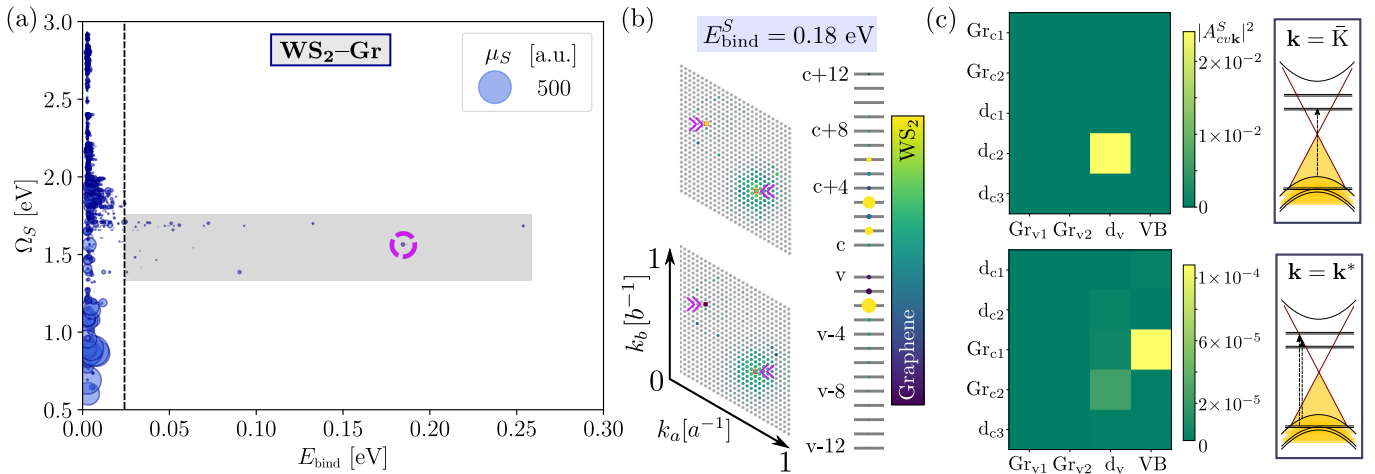 (a)
3.0
2.5
2.0
1.5
1.0
0.5
Ω_S [eV]
WS₂–Gr
μ_S [a.u.]
500
0.00 0.05 0.10 0.15 0.20 0.25 0.30
E_bind [eV]
(b)
E^S_bind = 0.18 eV
c+12
c+8
c+4
c
v
v-4
v-8
v-12
WS₂
Graphene
1
k_b [b⁻¹]
0
k_a[a⁻¹]
1
(c)
Gr_c1
Gr_c2
d_c1
d_c2
d_c3
Gr_v1 Gr_v2 d_v VB
|A^S_cvk|²
2×10⁻²
1×10⁻²
0
k = K̄
d_c1
d_c2
Gr_c1
Gr_c2
d_c3
Gr_v1 Gr_v2 d_v VB
1×10⁻⁴
6×10⁻⁵
2×10⁻⁵
0
k = k*